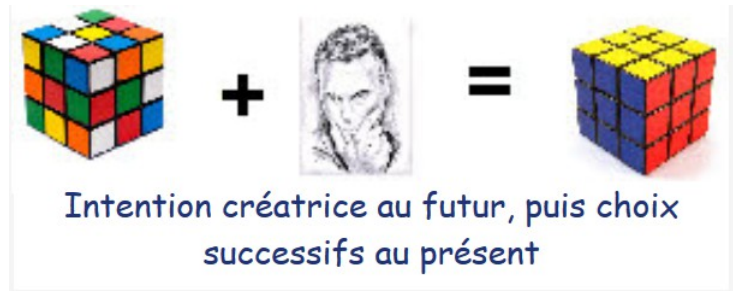 + =
Intention créatrice au futur, puis choix
successifs au présent